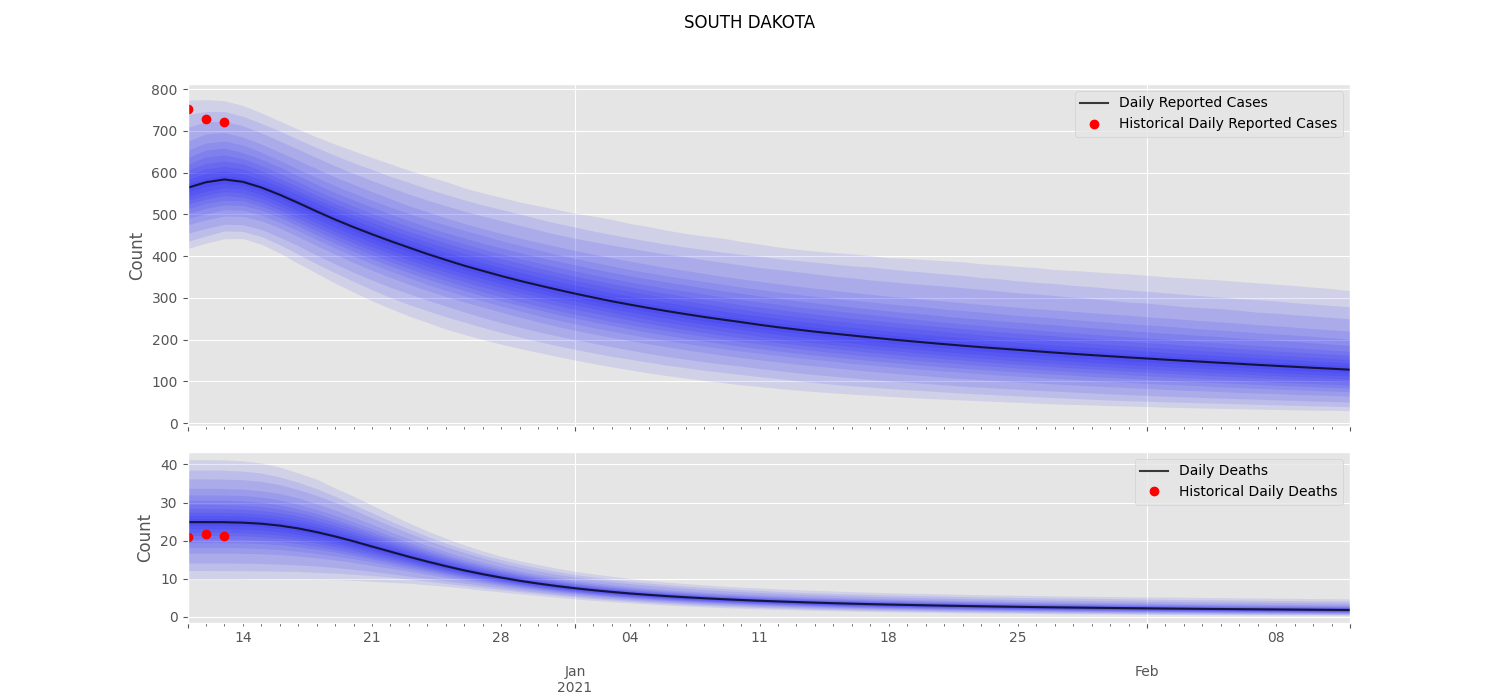 SOUTH DAKOTA
800
700
600
500
400
300
200
100
0
Count
Daily Reported Cases
Historical Daily Reported Cases
40
30
20
10
0
Count
Daily Deaths
Historical Daily Deaths
14 21 28 04 11 18 25 08
Jan Feb
2021